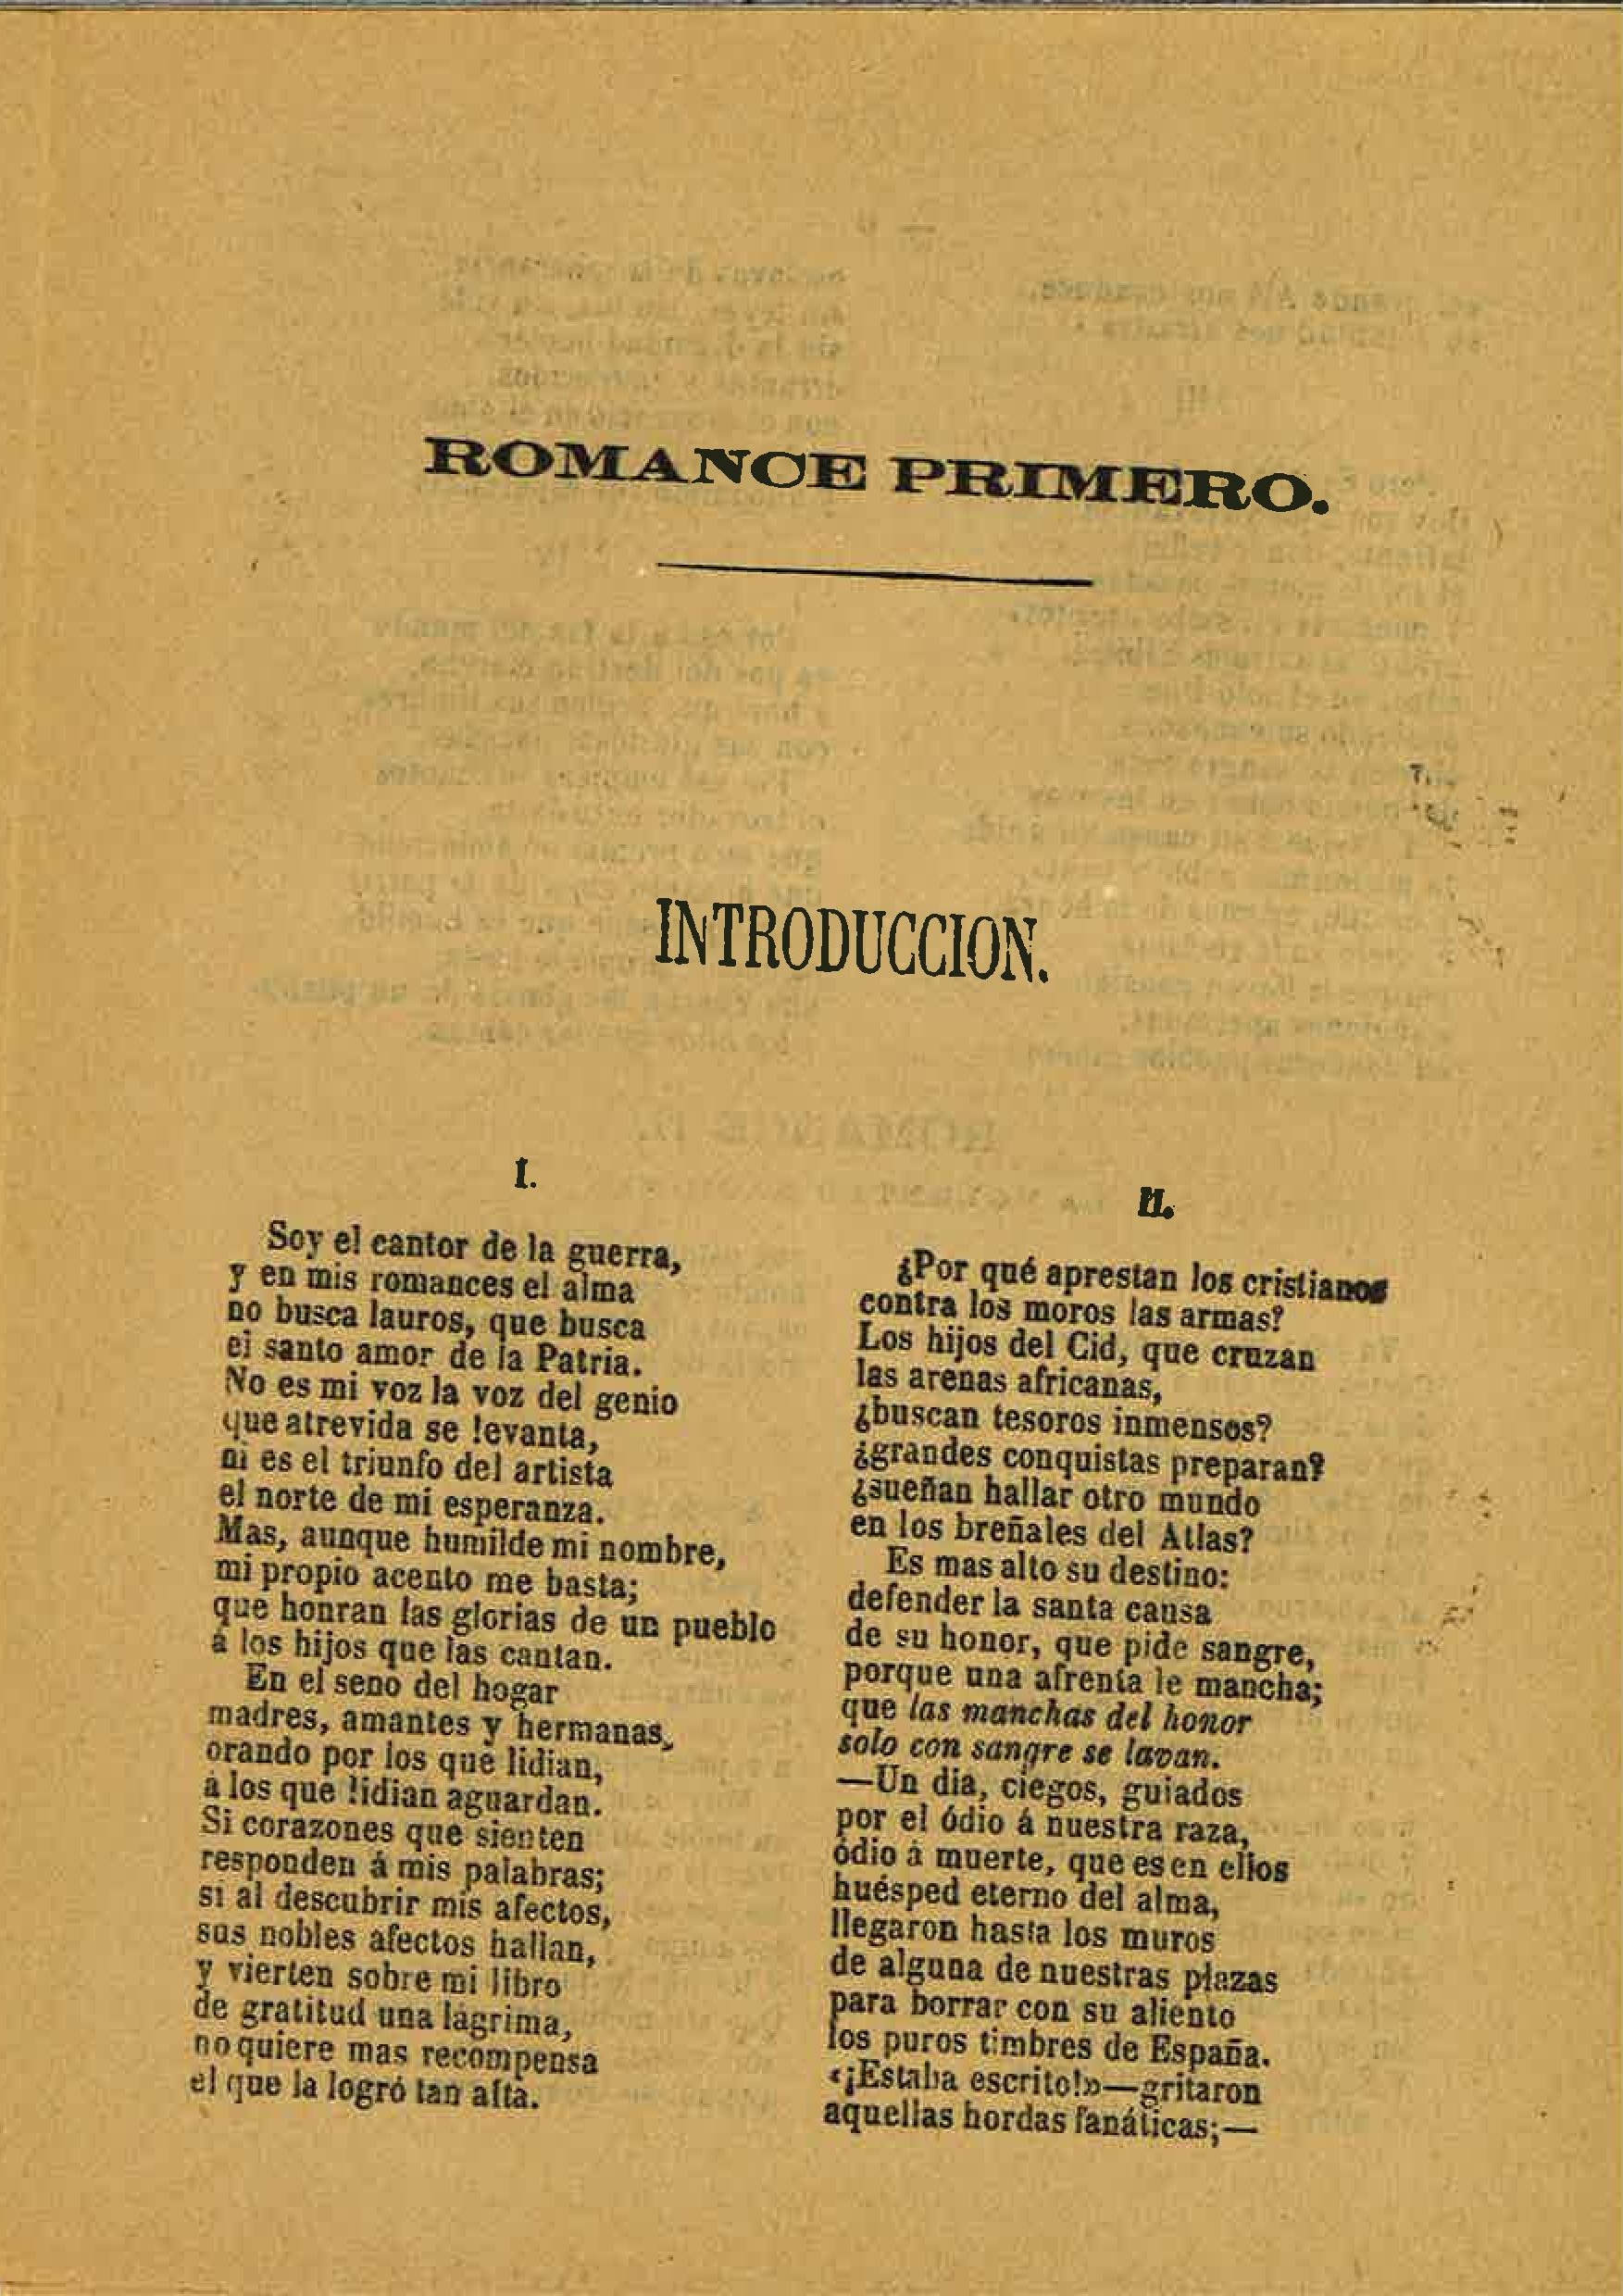 ROMANCE PRIMERO.
INTRODUCCION.
I.
Soy el cantor de la guerra,
y en mis romances el alma
no busca lauros, que busca
el santo amor de la Patria.
No es mi voz la voz del genio
que atrevida se levanta,
ni es el triunfo del artista
el norte de mi esperanza.
Mas, aunque humilde mi nombre,
mi propio acento me basta;
que honran las glorias de un pueblo
á los hijos que las cantan.
En el seno del hogar
madres, amantes y hermanas,
orando por los que lidian,
á los que lidian aguardan.
Si corazones que sienten
responden á mis palabras;
si al descubrir mis afectos,
sus nobles afectos hallan,
y vierten sobre mi libro
de gratitud una lágrima,
no quiere mas recompensa
el que la logró tan alta.
II.
¿Por qué aprestan los cristianos
contra los moros las armas?
Los hijos del Cid, que cruzan
las arenas africanas,
¿buscan tesoros inmensos?
¿grandes conquistas preparan?
¿sueñan hallar otro mundo
en los breñales del Atlas?
Es mas alto su destino:
defender la santa causa
de su honor, que pide sangre,
porque una afrenta le mancha;
que las manchas del honor
solo con sangre se lavan.
—Un dia, ciegos, guiados
por el ódio á nuestra raza,
ódio á muerte, que es en ellos
huésped eterno del alma,
llegaron hasta los muros
de alguna de nuestras plazas
para borrar con su aliento
los puros timbres de España.
«¡Estaba escrito!»—gritaron
aquellas hordas fanáticas;—